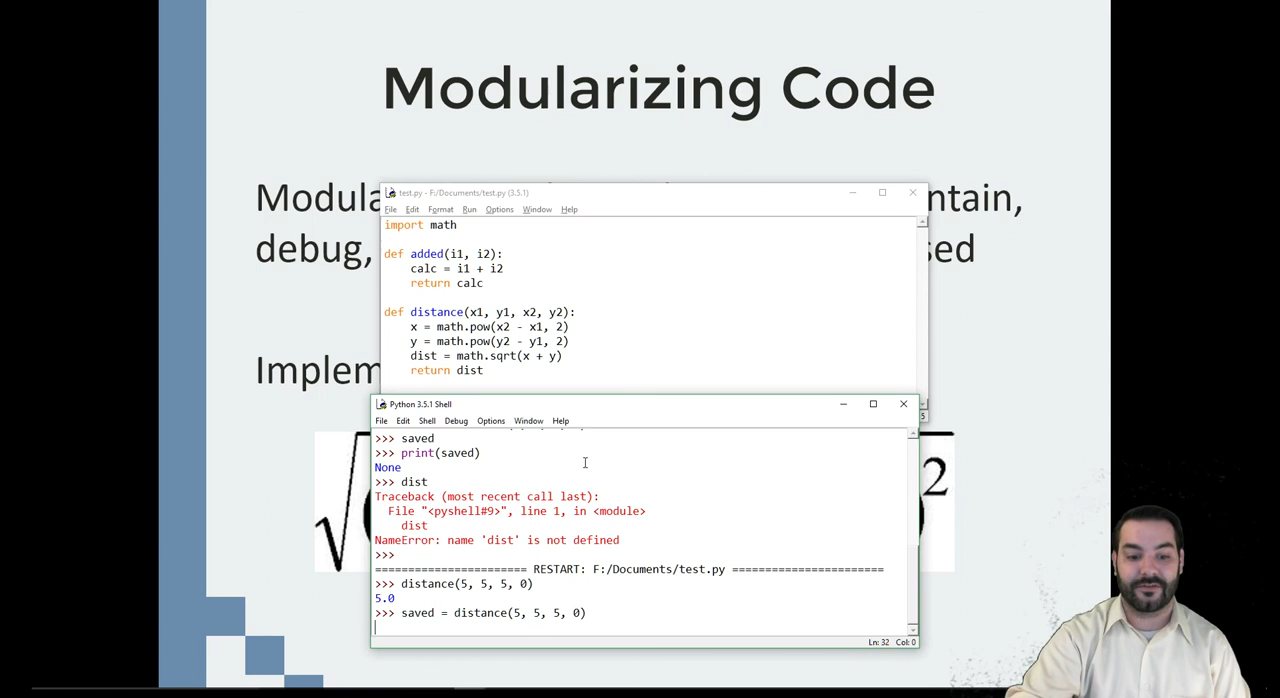 Modularizing Code
Modula
ntain,
debug,
sed
Implem
test.py - F:/Documents/test.py (3.5.1)
File Edit Format Run Options Window Help
import math
def added(i1, i2):
calc = i1 + i2
return calc
def distance(x1, y1, x2, y2):
x = math.pow(x2 - x1, 2)
y = math.pow(y2 - y1, 2)
dist = math.sqrt(x + y)
return dist
5
Python 3.5.1 Shell
File Edit Shell Debug Options Window Help
>>> saved
>>> print(saved)
None
>>> dist
Traceback (most recent call last):
File "<pyshell#9>", line 1, in <module>
dist
NameError: name 'dist' is not defined
>>>
======================= RESTART: F:/Documents/test.py =======================
>>> distance(5, 5, 5, 0)
5.0
>>> saved = distance(5, 5, 5, 0)
Ln: 32 Col: 0
√
2